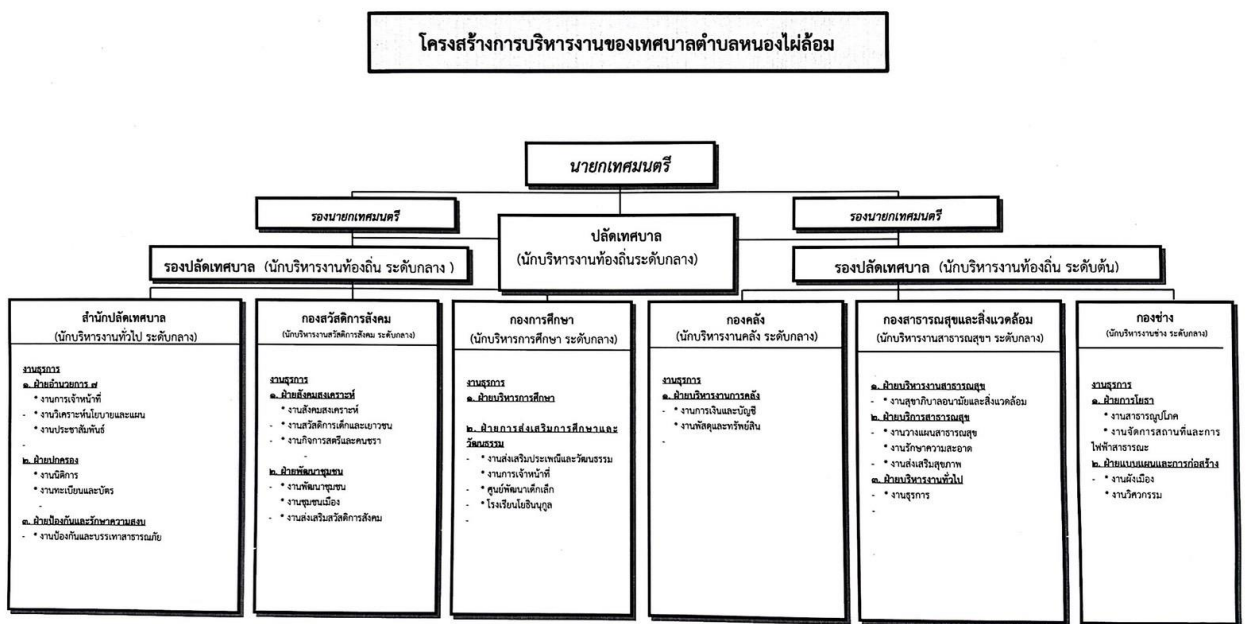 โครงสร้างการบริหารงานของเทศบาลตำบลหนองไผ่ล้อม
นายกเทศมนตรี
รองนายกเทศมนตรี
รองนายกเทศมนตรี
ปลัดเทศบาล
(นักบริหารงานท้องถิ่นระดับกลาง)
รองปลัดเทศบาล (นักบริหารงานท้องถิ่น ระดับกลาง )
รองปลัดเทศบาล (นักบริหารงานท้องถิ่น ระดับต้น)
สำนักปลัดเทศบาล
(นักบริหารงานทั่วไป ระดับกลาง)
งานธุรการ
๑. ฝ่ายอำนวยการ ๗
* งานการเจ้าหน้าที่
- * งานวิเคราะห์นโยบายและแผน
* งานประชาสัมพันธ์
-
๒. ฝ่ายปกครอง
* งานนิติการ
* งานทะเบียนและบัตร
-
๓. ฝ่ายป้องกันและรักษาความสงบ
- * งานป้องกันและบรรเทาสาธารณภัย
กองสวัสดิการสังคม
(นักบริหารงานสวัสดิการสังคม ระดับกลาง)
งานธุรการ
๑. ฝ่ายสังคมสงเคราะห์
* งานสังคมสงเคราะห์
- * งานสวัสดิการเด็กและเยาวชน
- * งานกิจการสตรีและคนชรา
-
๒. ฝ่ายพัฒนาชุมชน
- * งานพัฒนาชุมชน
* งานชุมชนเมือง
- * งานส่งเสริมสวัสดิการสังคม
กองการศึกษา
(นักบริหารการศึกษา ระดับกลาง)
งานธุรการ
๑. ฝ่ายบริหารการศึกษา
๒. ฝ่ายการส่งเสริมการศึกษาและ
วัฒนธรรม
- * งานส่งเสริมประเพณีและวัฒนธรรม
* งานการเจ้าหน้าที่
- * ศูนย์พัฒนาเด็กเล็ก
- * โรงเรียนโยธินนุกูล
-
กองคลัง
(นักบริหารงานคลัง ระดับกลาง)
งานธุรการ
๑. ฝ่ายบริหารงานการคลัง
- * งานการเงินและบัญชี
* งานพัสดุและทรัพย์สิน
-
กองสาธารณสุขและสิ่งแวดล้อม
(นักบริหารงานสาธารณสุขฯ ระดับกลาง)
๑. ฝ่ายบริหารงานสาธารณสุข
- * งานสุขาภิบาลอนามัยและสิ่งแวดล้อม
๒. ฝ่ายบริการสาธารณสุข
- * งานวางแผนสาธารณสุข
* งานรักษาความสะอาด
- * งานส่งเสริมสุขภาพ
๓. ฝ่ายบริหารงานทั่วไป
- * งานธุรการ
-
กองช่าง
(นักบริหารงานช่าง ระดับกลาง)
งานธุรการ
๑. ฝ่ายการโยธา
* งานสาธารณูปโภค
- * งานจัดการสถานที่และการ
ไฟฟ้าสาธารณะ
๒. ฝ่ายแบบแผนและการก่อสร้าง
- * งานผังเมือง
* งานวิศวกรรม